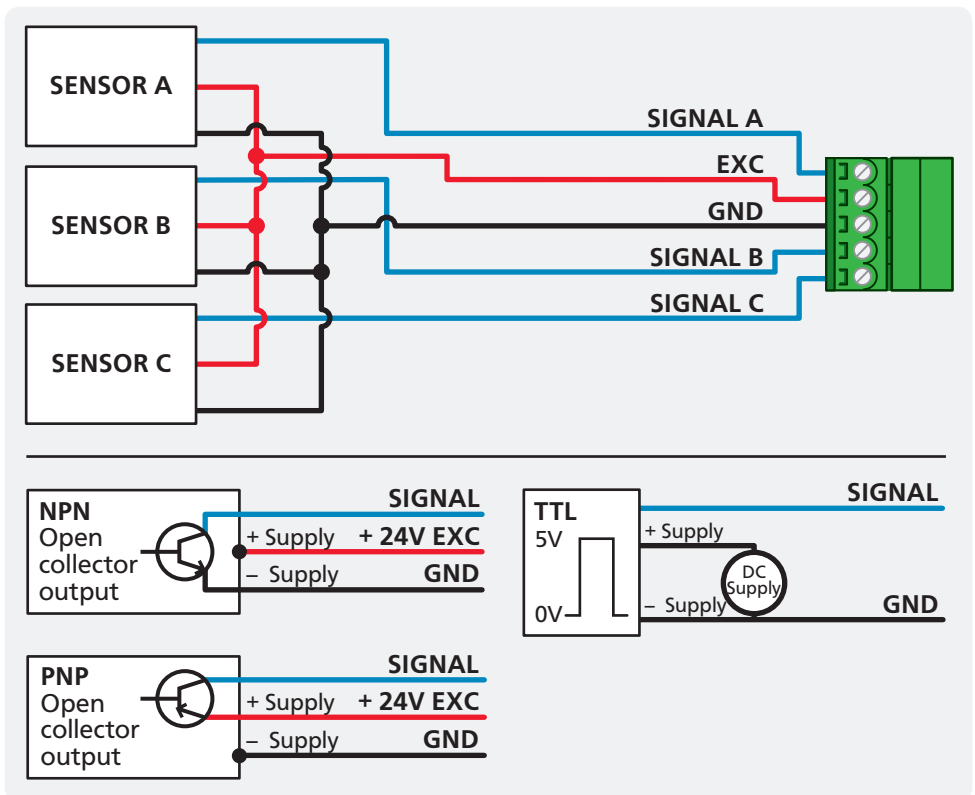 SENSOR A
SENSOR B
SENSOR C
SIGNAL A
EXC
GND
SIGNAL B
SIGNAL C
NPN
Open
collector
output
SIGNAL
+ Supply + 24V EXC
– Supply GND
TTL
5V
0V
SIGNAL
+ Supply
DC
Supply
– Supply GND
PNP
Open
collector
output
SIGNAL
+ Supply + 24V EXC
– Supply GND